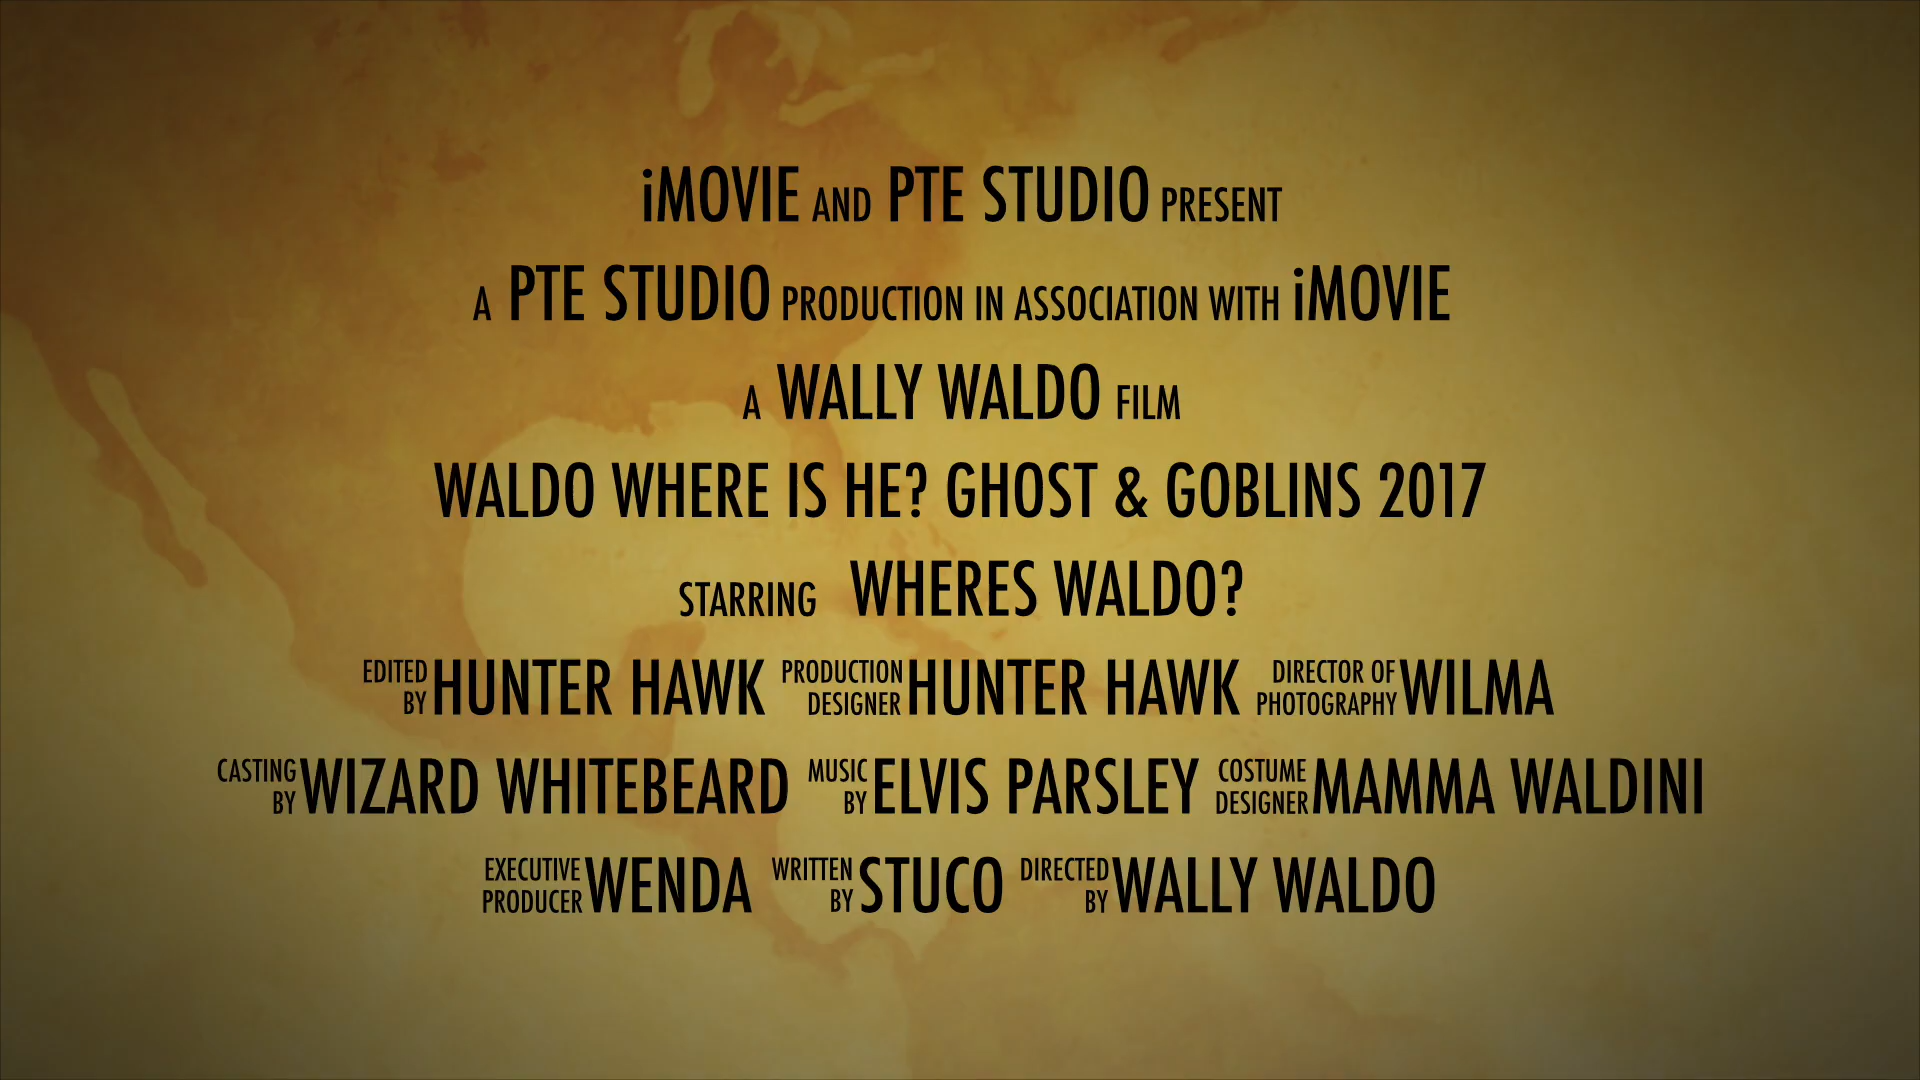 iMOVIE AND PTE STUDIO PRESENT
A PTE STUDIO PRODUCTION IN ASSOCIATION WITH iMOVIE
A WALLY WALDO FILM
WALDO WHERE IS HE? GHOST & GOBLINS 2017
STARRING WHERES WALDO?
EDITED BY HUNTER HAWK PRODUCTION DESIGNER HUNTER HAWK DIRECTOR OF PHOTOGRAPHY WILMA
CASTING BY WIZARD WHITEBEARD MUSIC BY ELVIS PARSLEY COSTUME DESIGNER MAMMA WALDINI
EXECUTIVE PRODUCER WENDA WRITTEN BY STUCO DIRECTED BY WALLY WALDO